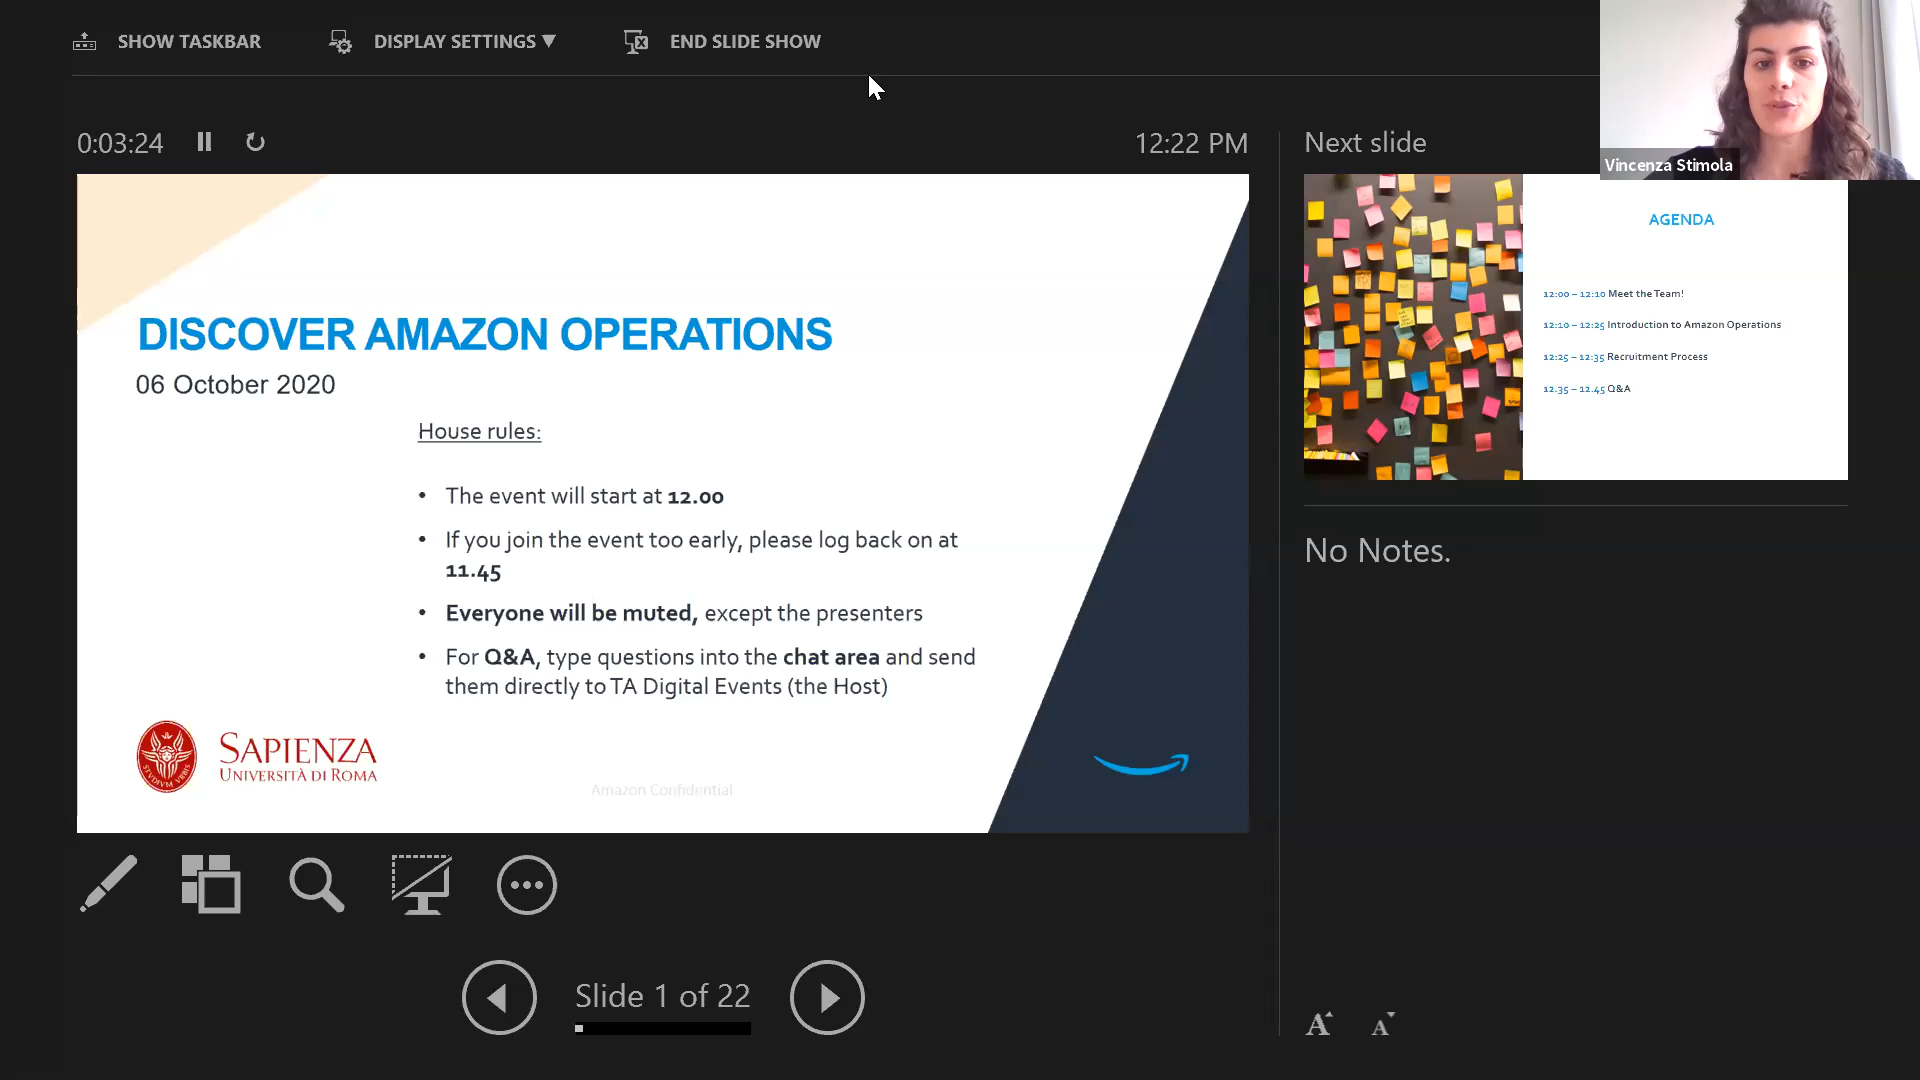 SHOW TASKBAR
DISPLAY SETTINGS
END SLIDE SHOW
Vincenza Stimola
0:03:24
12:22 PM
Next slide
DISCOVER AMAZON OPERATIONS
06 October 2020
House rules:
• The event will start at 12.00
• If you join the event too early, please log back on at
11.45
• Everyone will be muted, except the presenters
• For Q&A, type questions into the chat area and send
them directly to TA Digital Events (the Host)
SAPIENZA
UNIVERSITÀ DI ROMA
STVDIVM VRBIS
Amazon Confidential
AGENDA
12:00 – 12:10 Meet the Team!
12:10 – 12:25 Introduction to Amazon Operations
12:25 – 12:35 Recruitment Process
12.35 – 12.45 Q&A
No Notes.
Slide 1 of 22
A A